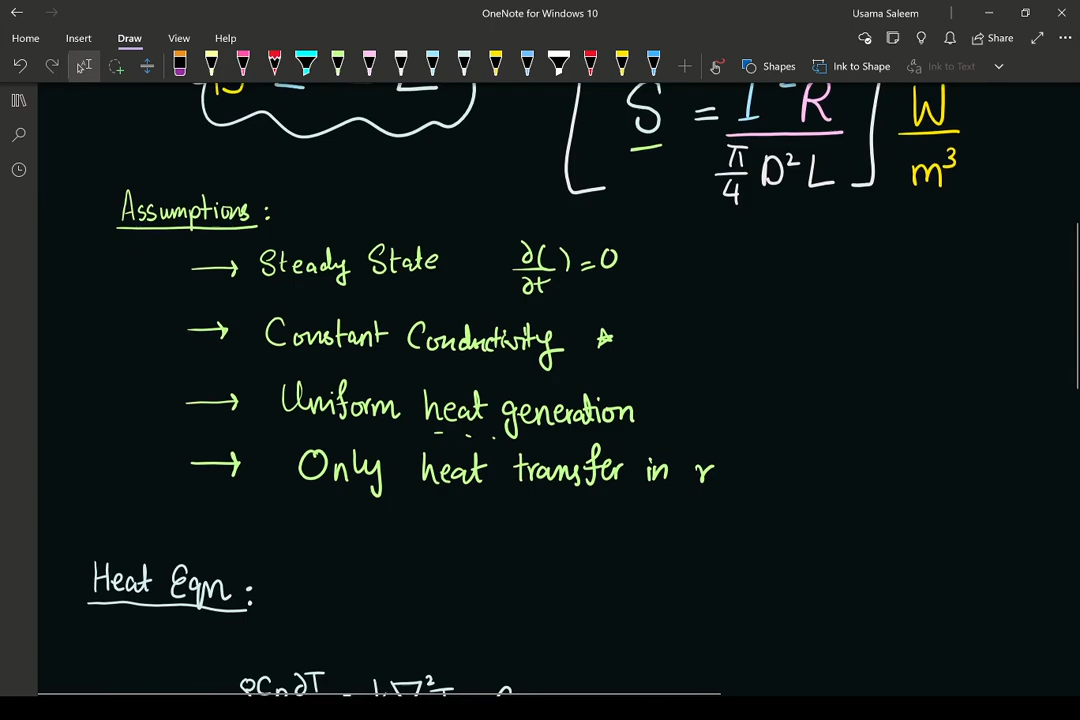 OneNote for Windows 10
Usama Saleem
Home Insert Draw View Help
Share
Shapes Ink to Shape Ink to Text
S = I²R / (π/4 D²L) W/m³
Assumptions:
→ Steady State ∂( )/∂t = 0
→ Constant Conductivity ☆
→ Uniform heat generation
→ Only heat transfer in r
Heat Eqn: